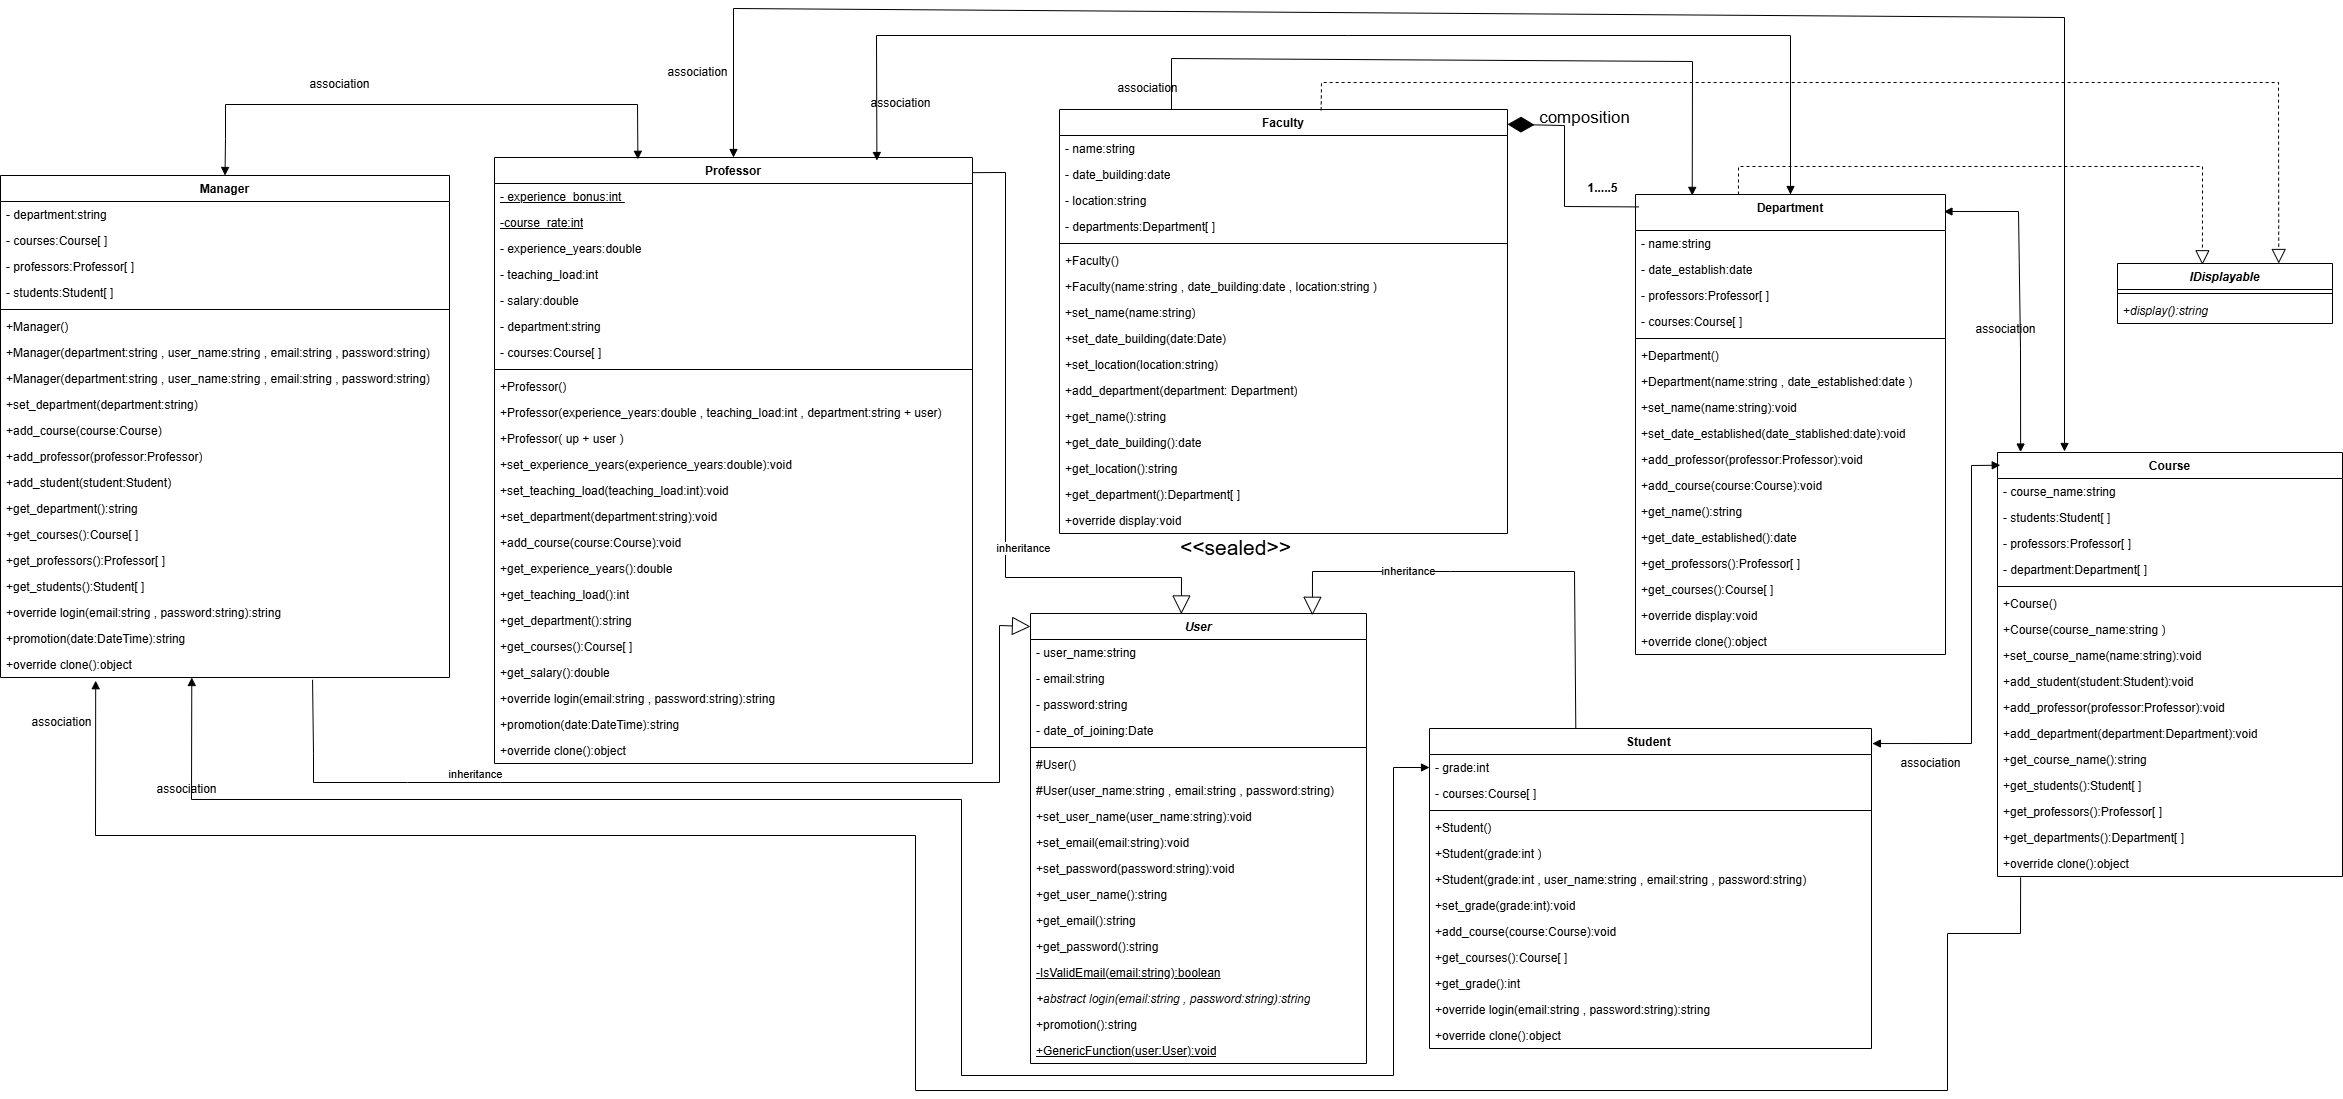 association
association
association
association
composition
1.....5
association
association
association
association
inheritance
inheritance
inheritance
<<sealed>>
Manager
- department:string
- courses:Course[ ]
- professors:Professor[ ]
- students:Student[ ]
+Manager()
+Manager(department:string , user_name:string , email:string , password:string)
+Manager(department:string , user_name:string , email:string , password:string)
+set_department(department:string)
+add_course(course:Course)
+add_professor(professor:Professor)
+add_student(student:Student)
+get_department():string
+get_courses():Course[ ]
+get_professors():Professor[ ]
+get_students():Student[ ]
+override login(email:string , password:string):string
+promotion(date:DateTime):string
+override clone():object
Professor
- experience_bonus:int
-course_rate:int
- experience_years:double
- teaching_load:int
- salary:double
- department:string
- courses:Course[ ]
+Professor()
+Professor(experience_years:double , teaching_load:int , department:string + user)
+Professor( up + user )
+set_experience_years(experience_years:double):void
+set_teaching_load(teaching_load:int):void
+set_department(department:string):void
+add_course(course:Course):void
+get_experience_years():double
+get_teaching_load():int
+get_department():string
+get_courses():Course[ ]
+get_salary():double
+override login(email:string , password:string):string
+promotion(date:DateTime):string
+override clone():object
Faculty
- name:string
- date_building:date
- location:string
- departments:Department[ ]
+Faculty()
+Faculty(name:string , date_building:date , location:string )
+set_name(name:string)
+set_date_building(date:Date)
+set_location(location:string)
+add_department(department: Department)
+get_name():string
+get_date_building():date
+get_location():string
+get_department():Department[ ]
+override display:void
User
- user_name:string
- email:string
- password:string
- date_of_joining:Date
#User()
#User(user_name:string , email:string , password:string)
+set_user_name(user_name:string):void
+set_email(email:string):void
+set_password(password:string):void
+get_user_name():string
+get_email():string
+get_password():string
-IsValidEmail(email:string):boolean
+abstract login(email:string , password:string):string
+promotion():string
+GenericFunction(user:User):void
Department
- name:string
- date_establish:date
- professors:Professor[ ]
- courses:Course[ ]
+Department()
+Department(name:string , date_established:date )
+set_name(name:string):void
+set_date_established(date_stablished:date):void
+add_professor(professor:Professor):void
+add_course(course:Course):void
+get_name():string
+get_date_established():date
+get_professors():Professor[ ]
+get_courses():Course[ ]
+override display:void
+override clone():object
Student
- grade:int
- courses:Course[ ]
+Student()
+Student(grade:int )
+Student(grade:int , user_name:string , email:string , password:string)
+set_grade(grade:int):void
+add_course(course:Course):void
+get_courses():Course[ ]
+get_grade():int
+override login(email:string , password:string):string
+override clone():object
IDisplayable
+display():string
Course
- course_name:string
- students:Student[ ]
- professors:Professor[ ]
- department:Department[ ]
+Course()
+Course(course_name:string )
+set_course_name(name:string):void
+add_student(student:Student):void
+add_professor(professor:Professor):void
+add_department(department:Department):void
+get_course_name():string
+get_students():Student[ ]
+get_professors():Professor[ ]
+get_departments():Department[ ]
+override clone():object